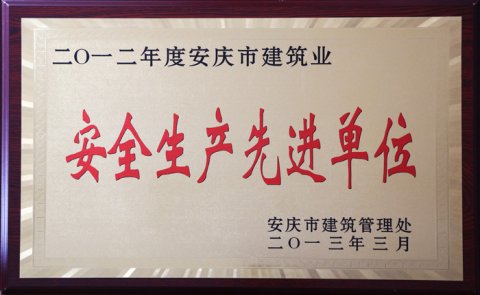 二〇一二年度安庆市建筑业
安全生产先进单位
安庆市建筑管理处
二〇一三年三月